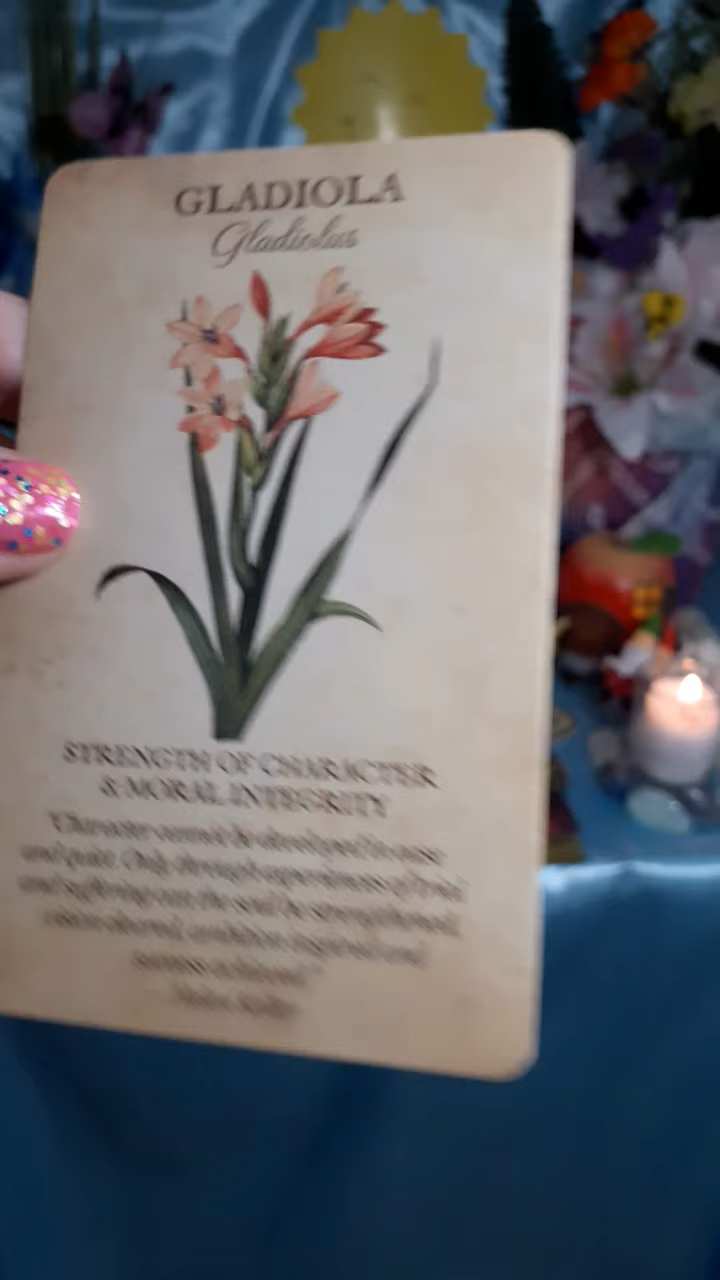 GLADIOLA
Gladiolus
STRENGTH OF CHARACTER
& MORAL INTEGRITY
"Character cannot be developed in ease
and quiet. Only through experiences of trial
and suffering can the soul be strengthened,
vision cleared, ambition inspired and
success achieved."
– Helen Keller